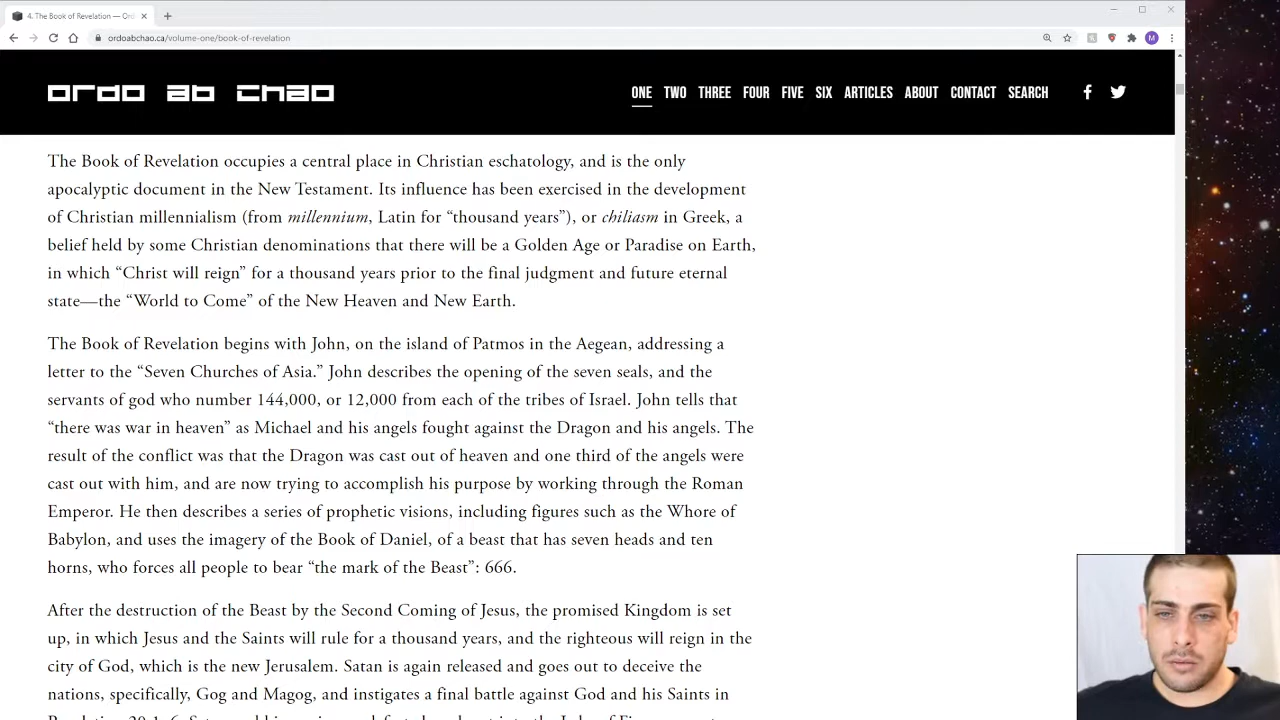 4. The Book of Revelation — Ord
ordoabchao.ca/volume-one/book-of-revelation
M
ordo ab chao
ONE TWO THREE FOUR FIVE SIX ARTICLES ABOUT CONTACT SEARCH
The Book of Revelation occupies a central place in Christian eschatology, and is the only
apocalyptic document in the New Testament. Its influence has been exercised in the development
of Christian millennialism (from millennium, Latin for “thousand years”), or chiliasm in Greek, a
belief held by some Christian denominations that there will be a Golden Age or Paradise on Earth,
in which “Christ will reign” for a thousand years prior to the final judgment and future eternal
state—the “World to Come” of the New Heaven and New Earth.
The Book of Revelation begins with John, on the island of Patmos in the Aegean, addressing a
letter to the “Seven Churches of Asia.” John describes the opening of the seven seals, and the
servants of god who number 144,000, or 12,000 from each of the tribes of Israel. John tells that
“there was war in heaven” as Michael and his angels fought against the Dragon and his angels. The
result of the conflict was that the Dragon was cast out of heaven and one third of the angels were
cast out with him, and are now trying to accomplish his purpose by working through the Roman
Emperor. He then describes a series of prophetic visions, including figures such as the Whore of
Babylon, and uses the imagery of the Book of Daniel, of a beast that has seven heads and ten
horns, who forces all people to bear “the mark of the Beast”: 666.
After the destruction of the Beast by the Second Coming of Jesus, the promised Kingdom is set
up, in which Jesus and the Saints will rule for a thousand years, and the righteous will reign in the
city of God, which is the new Jerusalem. Satan is again released and goes out to deceive the
nations, specifically, Gog and Magog, and instigates a final battle against God and his Saints in